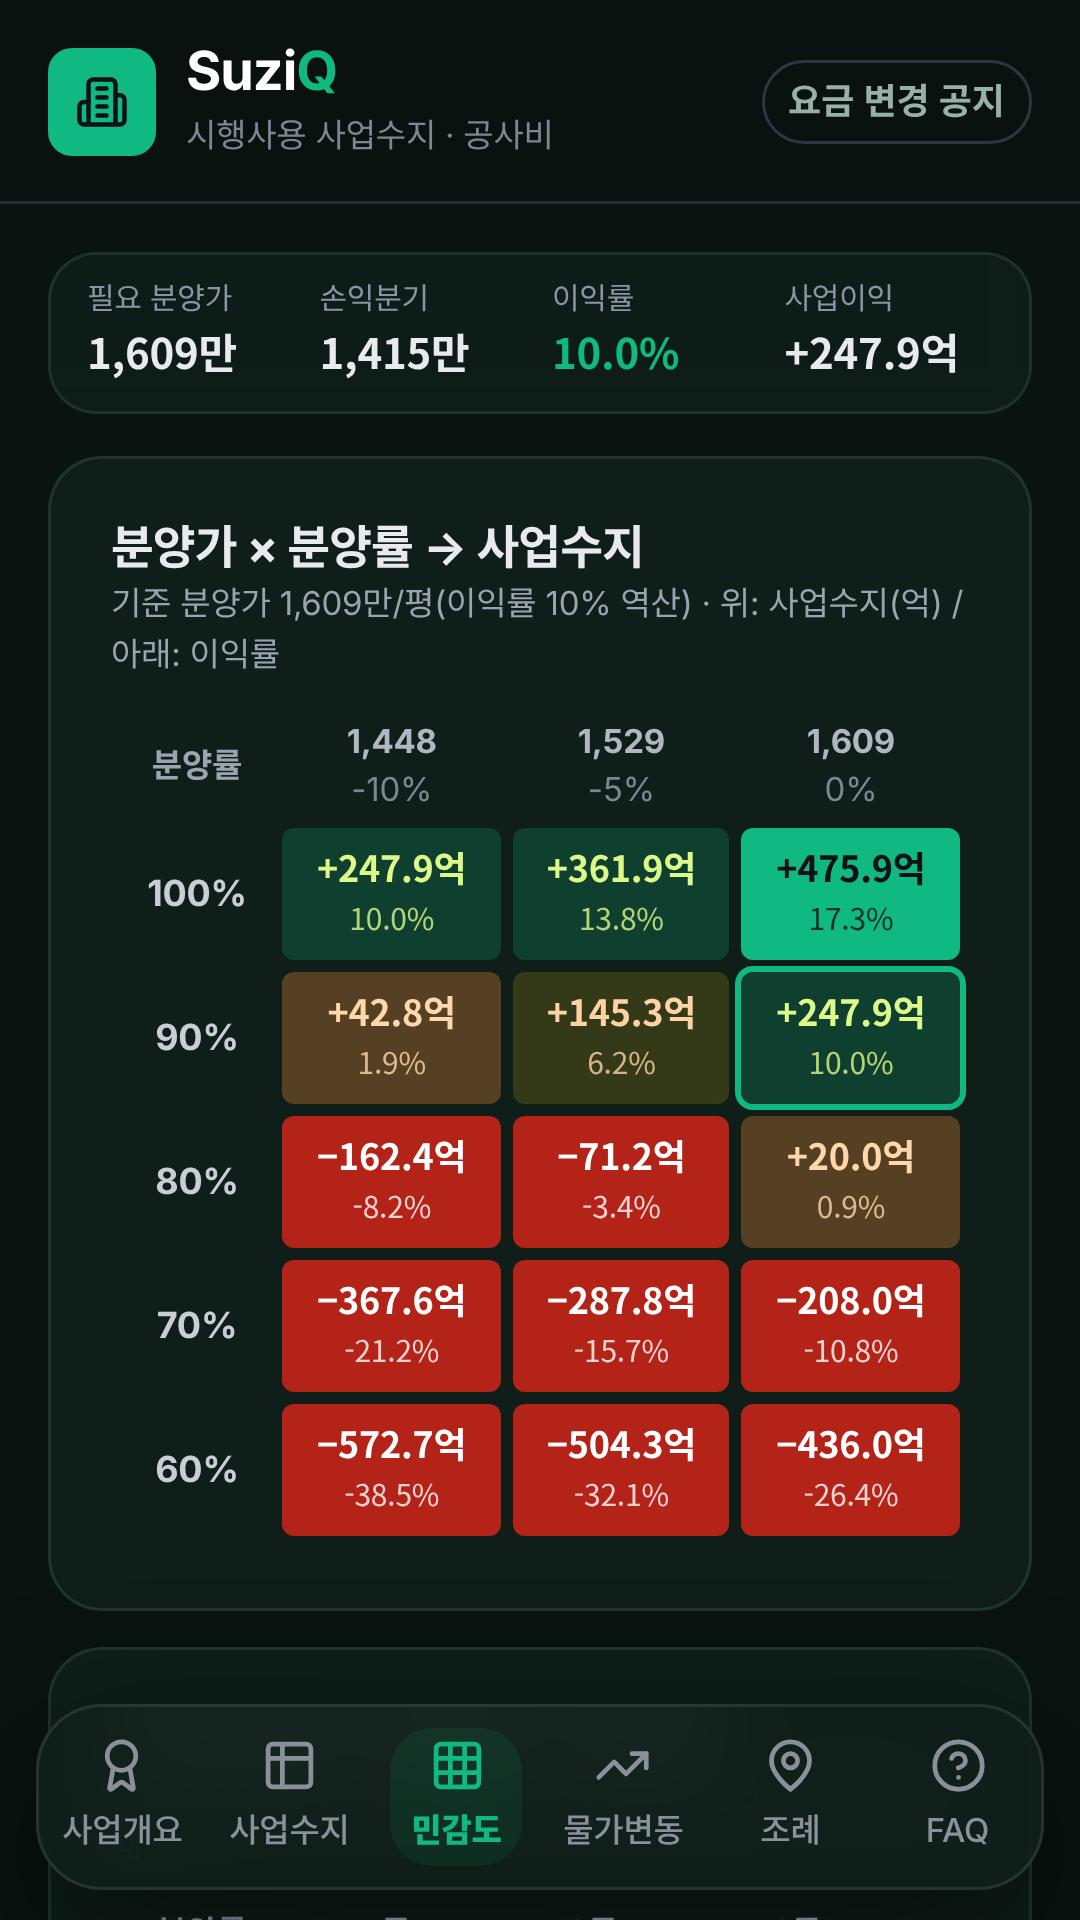 SuziQ
시행사용 사업수지 · 공사비
요금 변경 공지
필요 분양가 손익분기 이익률 사업이익
1,609만 1,415만 10.0% +247.9억
분양가 × 분양률 → 사업수지
기준 분양가 1,609만/평(이익률 10% 역산) · 위: 사업수지(억) /
아래: 이익률
분양률 1,448 1,529 1,609
-10% -5% 0%
100% +247.9억 +361.9억 +475.9억
10.0% 13.8% 17.3%
90% +42.8억 +145.3억 +247.9억
1.9% 6.2% 10.0%
80% −162.4억 −71.2억 +20.0억
-8.2% -3.4% 0.9%
70% −367.6억 −287.8억 −208.0억
-21.2% -15.7% -10.8%
60% −572.7억 −504.3억 −436.0억
-38.5% -32.1% -26.4%
사업개요 사업수지 민감도 물가변동 조례 FAQ